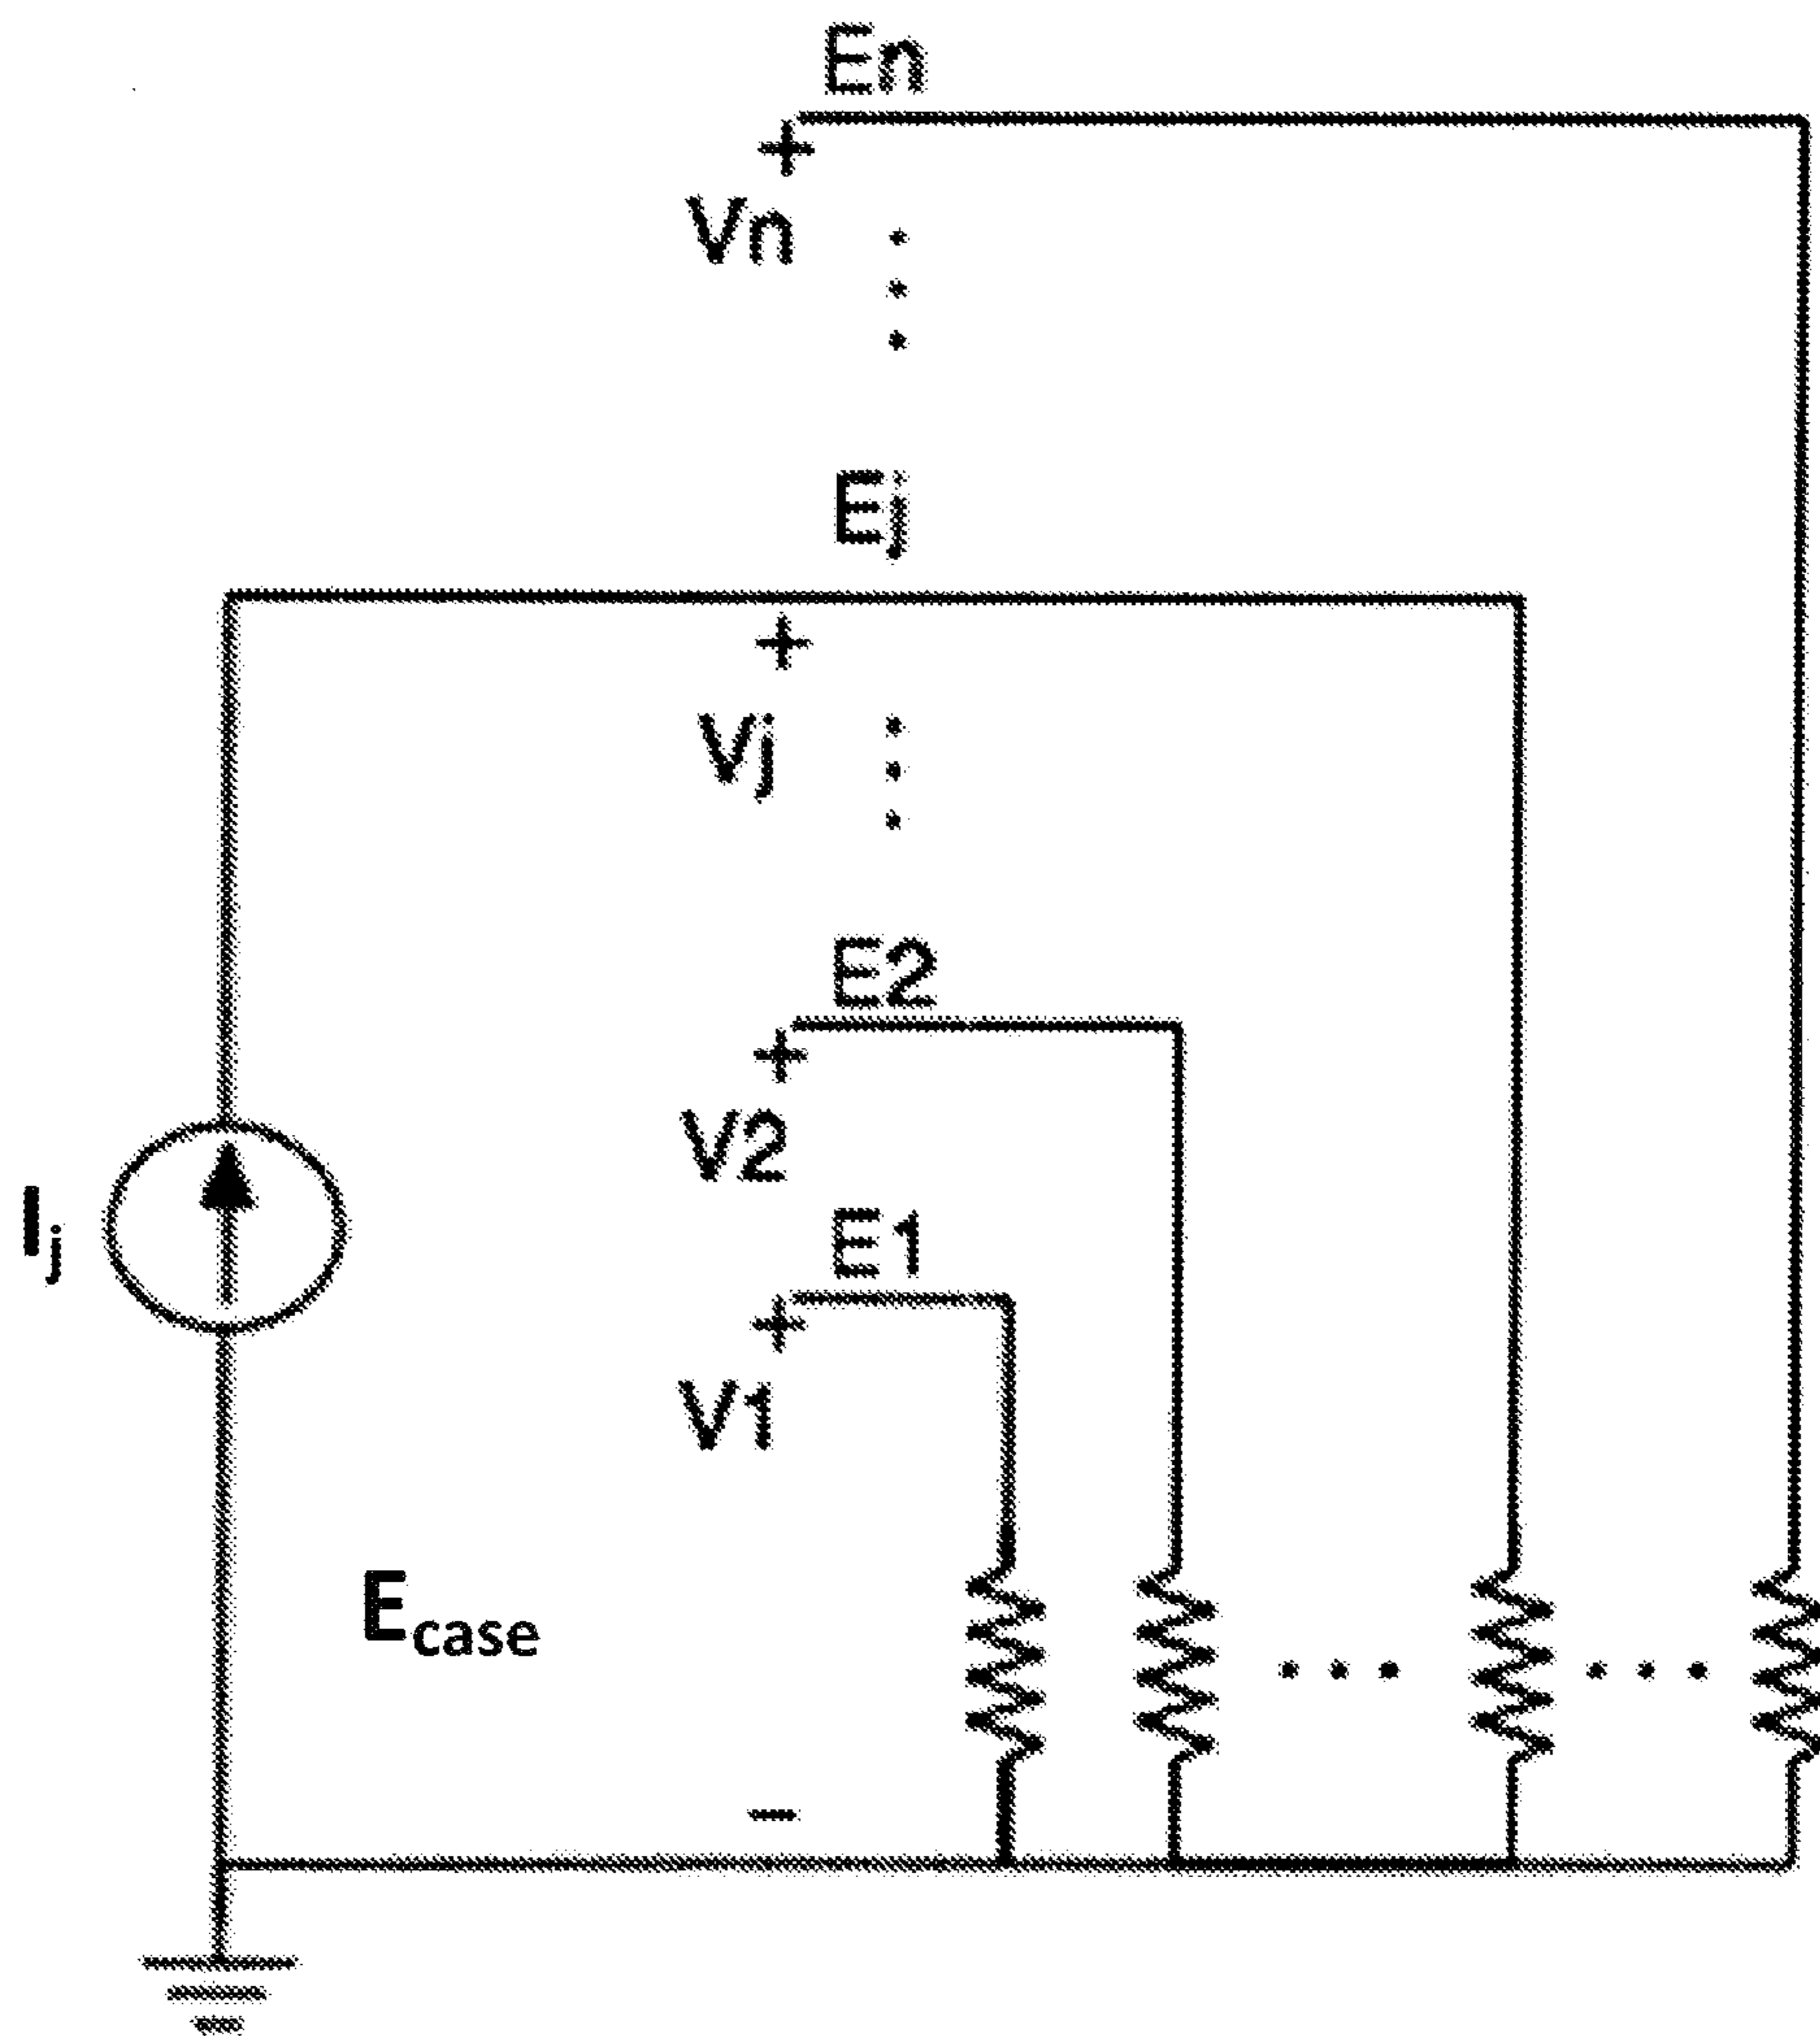 En
+
Vn
Ej
+
Vj
E2
+
V2
E1
+
V1
Ij
Ecase
−